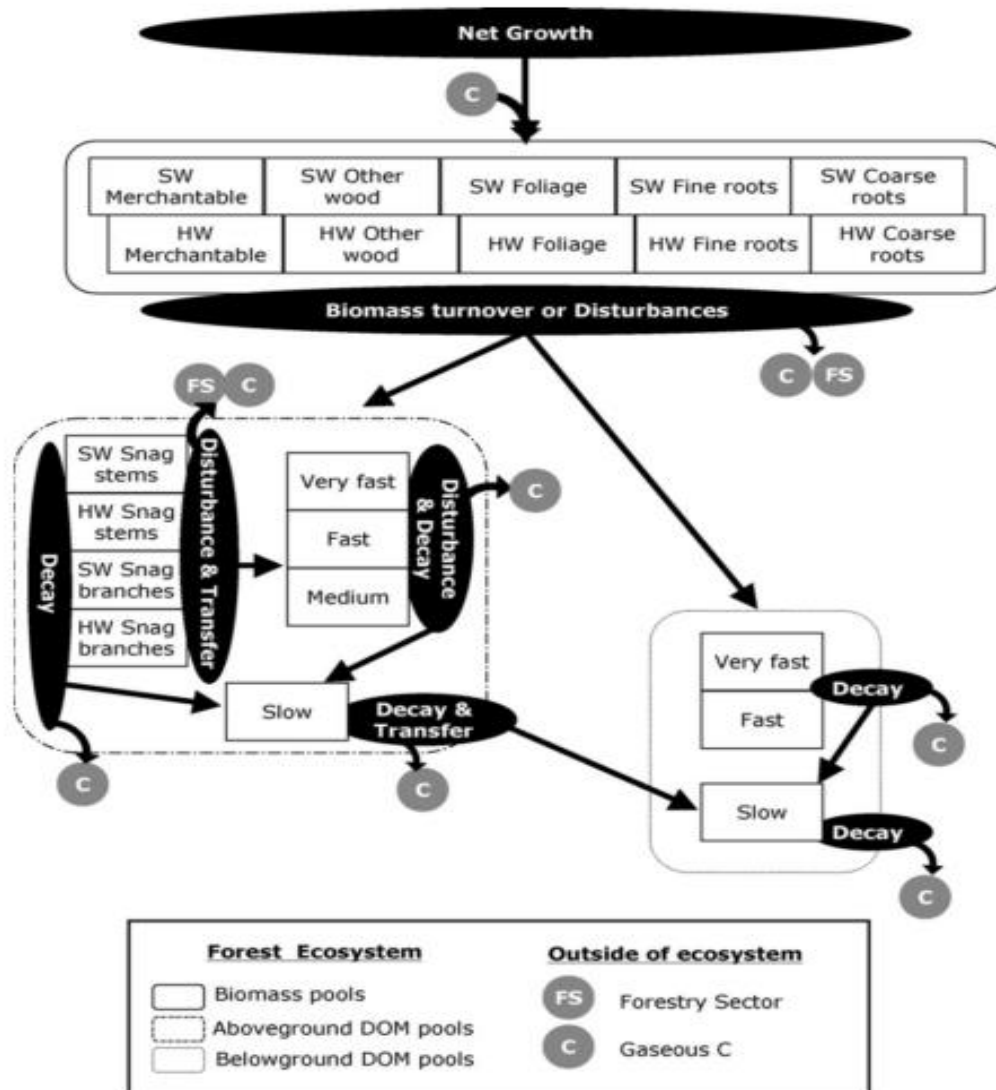 Net Growth
C
SW
Merchantable
SW Other
wood
SW Foliage
SW Fine roots
SW Coarse
roots
HW
Merchantable
HW Other
wood
HW Foliage
HW Fine roots
HW Coarse
roots
Biomass turnover or Disturbances
C
FS
FS
C
Decay
SW Snag
stems
HW Snag
stems
SW Snag
branches
HW Snag
branches
Disturbance & Transfer
Very fast
Fast
Medium
Disturbance
& Decay
C
Slow
Decay &
Transfer
C
C
Very fast
Fast
Decay
C
Slow
Decay
C
Forest Ecosystem
Biomass pools
Aboveground DOM pools
Belowground DOM pools
Outside of ecosystem
FS
Forestry Sector
C
Gaseous C